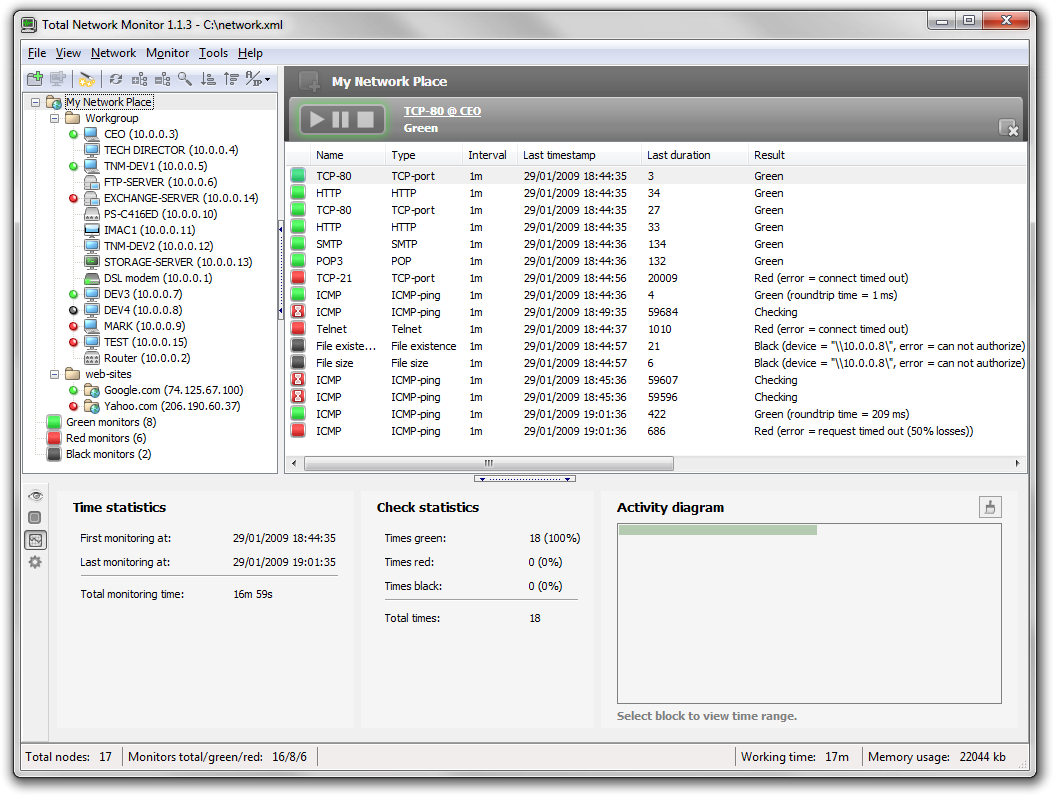 Total Network Monitor 1.1.3 - C:\network.xml
File View Network Monitor Tools Help
A/IP
My Network Place
Workgroup
CEO (10.0.0.3)
TECH DIRECTOR (10.0.0.4)
TNM-DEV1 (10.0.0.5)
FTP-SERVER (10.0.0.6)
EXCHANGE-SERVER (10.0.0.14)
PS-C416ED (10.0.0.10)
IMAC1 (10.0.0.11)
TNM-DEV2 (10.0.0.12)
STORAGE-SERVER (10.0.0.13)
DSL modem (10.0.0.1)
DEV3 (10.0.0.7)
DEV4 (10.0.0.8)
MARK (10.0.0.9)
TEST (10.0.0.15)
Router (10.0.0.2)
web-sites
Google.com (74.125.67.100)
Yahoo.com (206.190.60.37)
Green monitors (8)
Red monitors (6)
Black monitors (2)
My Network Place
TCP-80 @ CEO
Green
Name Type Interval Last timestamp Last duration Result
TCP-80 TCP-port 1m 29/01/2009 18:44:35 3 Green
HTTP HTTP 1m 29/01/2009 18:44:35 34 Green
TCP-80 TCP-port 1m 29/01/2009 18:44:35 27 Green
HTTP HTTP 1m 29/01/2009 18:44:35 33 Green
SMTP SMTP 1m 29/01/2009 18:44:36 134 Green
POP3 POP 1m 29/01/2009 18:44:36 132 Green
TCP-21 TCP-port 1m 29/01/2009 18:44:56 20009 Red (error = connect timed out)
ICMP ICMP-ping 1m 29/01/2009 18:44:36 4 Green (roundtrip time = 1 ms)
ICMP ICMP-ping 1m 29/01/2009 18:49:35 59684 Checking
Telnet Telnet 1m 29/01/2009 18:44:37 1010 Red (error = connect timed out)
File existe... File existence 1m 29/01/2009 18:44:57 21 Black (device = "\\10.0.0.8\", error = can not authorize)
File size File size 1m 29/01/2009 18:44:57 6 Black (device = "\\10.0.0.8\", error = can not authorize)
ICMP ICMP-ping 1m 29/01/2009 18:45:36 59607 Checking
ICMP ICMP-ping 1m 29/01/2009 18:45:36 59596 Checking
ICMP ICMP-ping 1m 29/01/2009 19:01:36 422 Green (roundtrip time = 209 ms)
ICMP ICMP-ping 1m 29/01/2009 19:01:36 686 Red (error = request timed out (50% losses))
Time statistics
First monitoring at: 29/01/2009 18:44:35
Last monitoring at: 29/01/2009 19:01:35
Total monitoring time: 16m 59s
Check statistics
Times green: 18 (100%)
Times red: 0 (0%)
Times black: 0 (0%)
Total times: 18
Activity diagram
Select block to view time range.
Total nodes: 17 Monitors total/green/red: 16/8/6 Working time: 17m Memory usage: 22044 kb